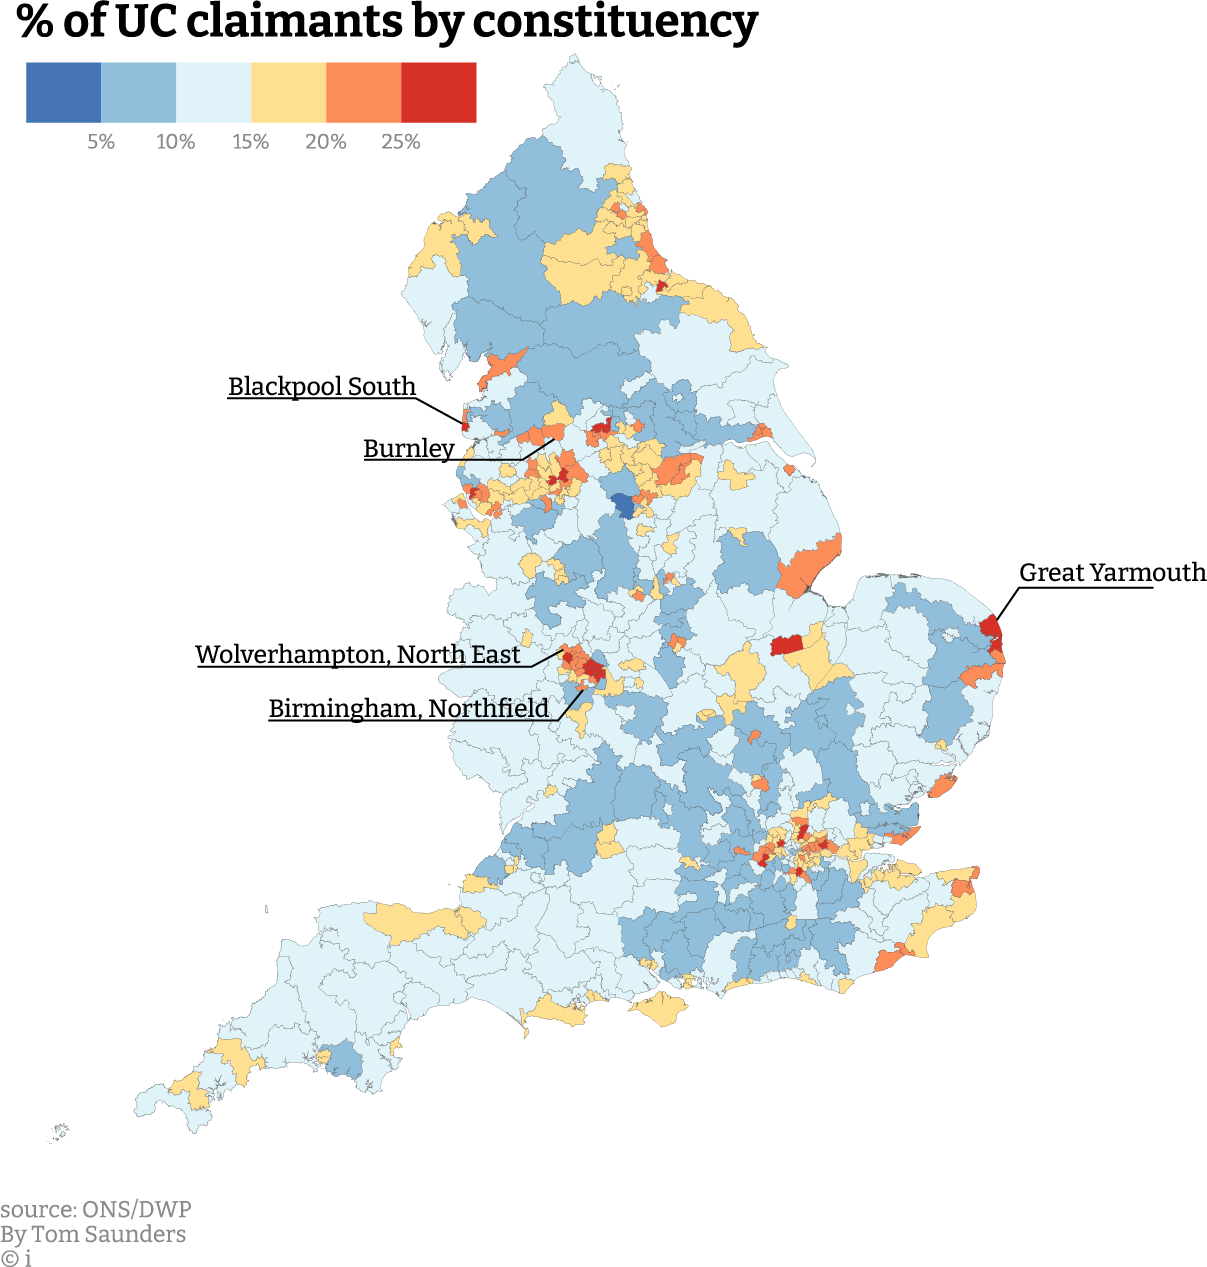 % of UC claimants by constituency
5% 10% 15% 20% 25%
Blackpool South
Burnley
Great Yarmouth
Wolverhampton, North East
Birmingham, Northfield
source: ONS/DWP
By Tom Saunders
© i